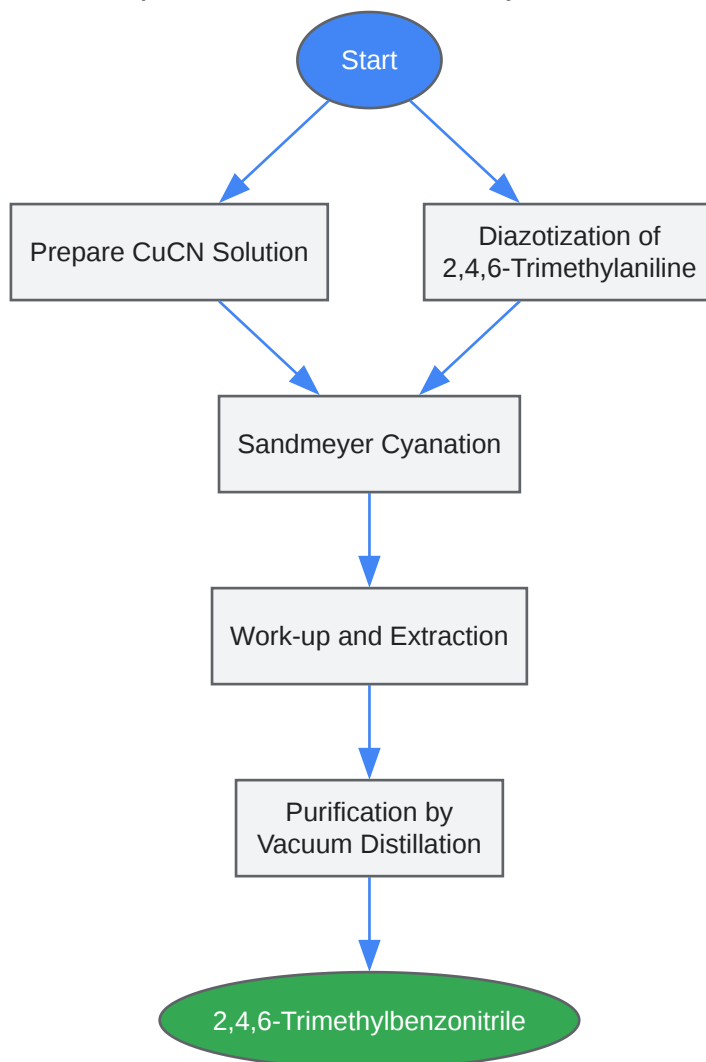 Start
Prepare CuCN Solution
Diazotization of
2,4,6-Trimethylaniline
Sandmeyer Cyanation
Work-up and Extraction
Purification by
Vacuum Distillation
2,4,6-Trimethylbenzonitrile